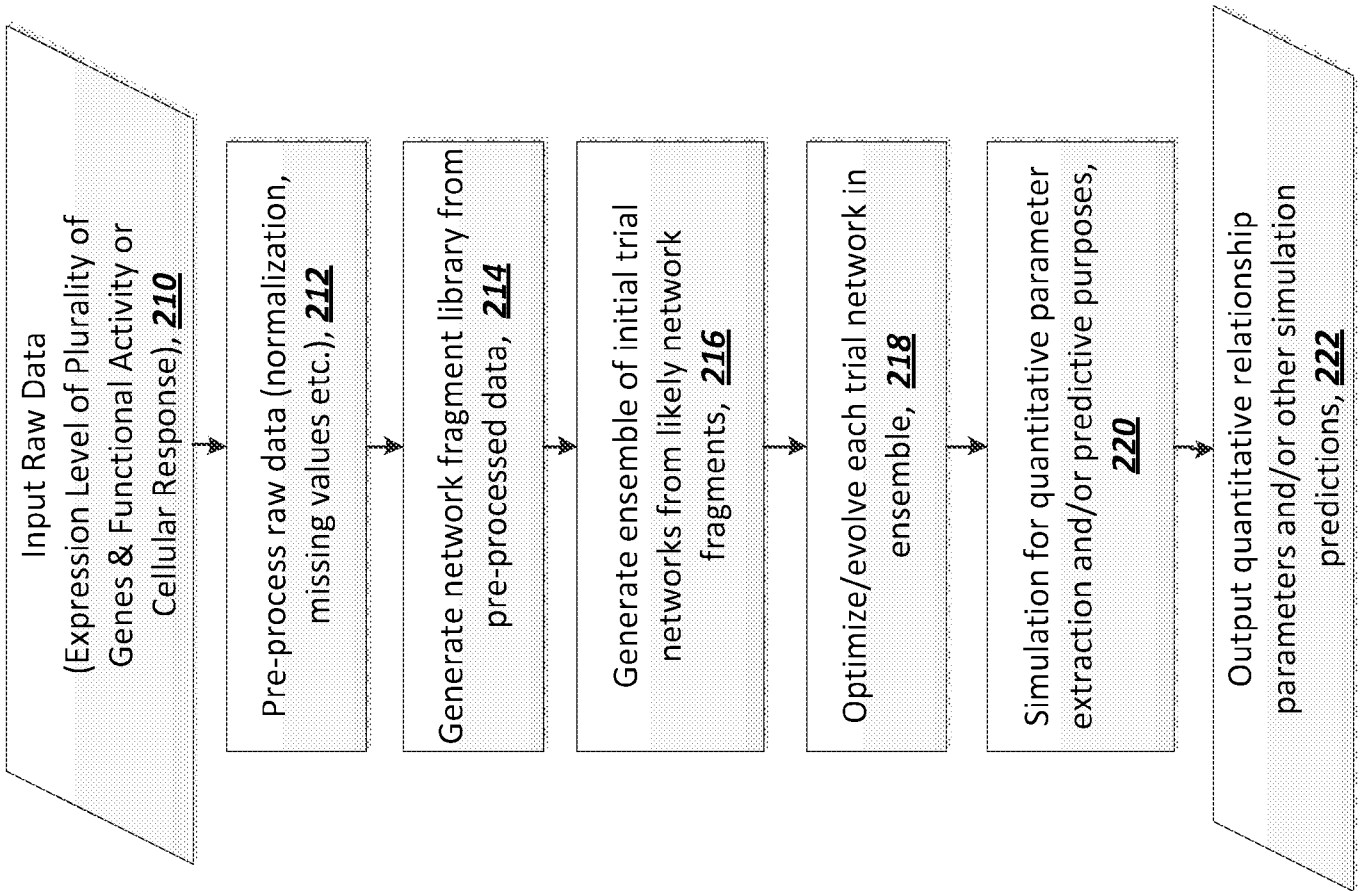 Input Raw Data
(Expression Level of Plurality of
Genes & Functional Activity or
Cellular Response), 210
Pre-process raw data (normalization,
missing values etc.), 212
Generate network fragment library from
pre-processed data, 214
Generate ensemble of initial trial
networks from likely network
fragments, 216
Optimize/evolve each trial network in
ensemble, 218
Simulation for quantitative parameter
extraction and/or predictive purposes,
220
Output quantitative relationship
parameters and/or other simulation
predictions, 222